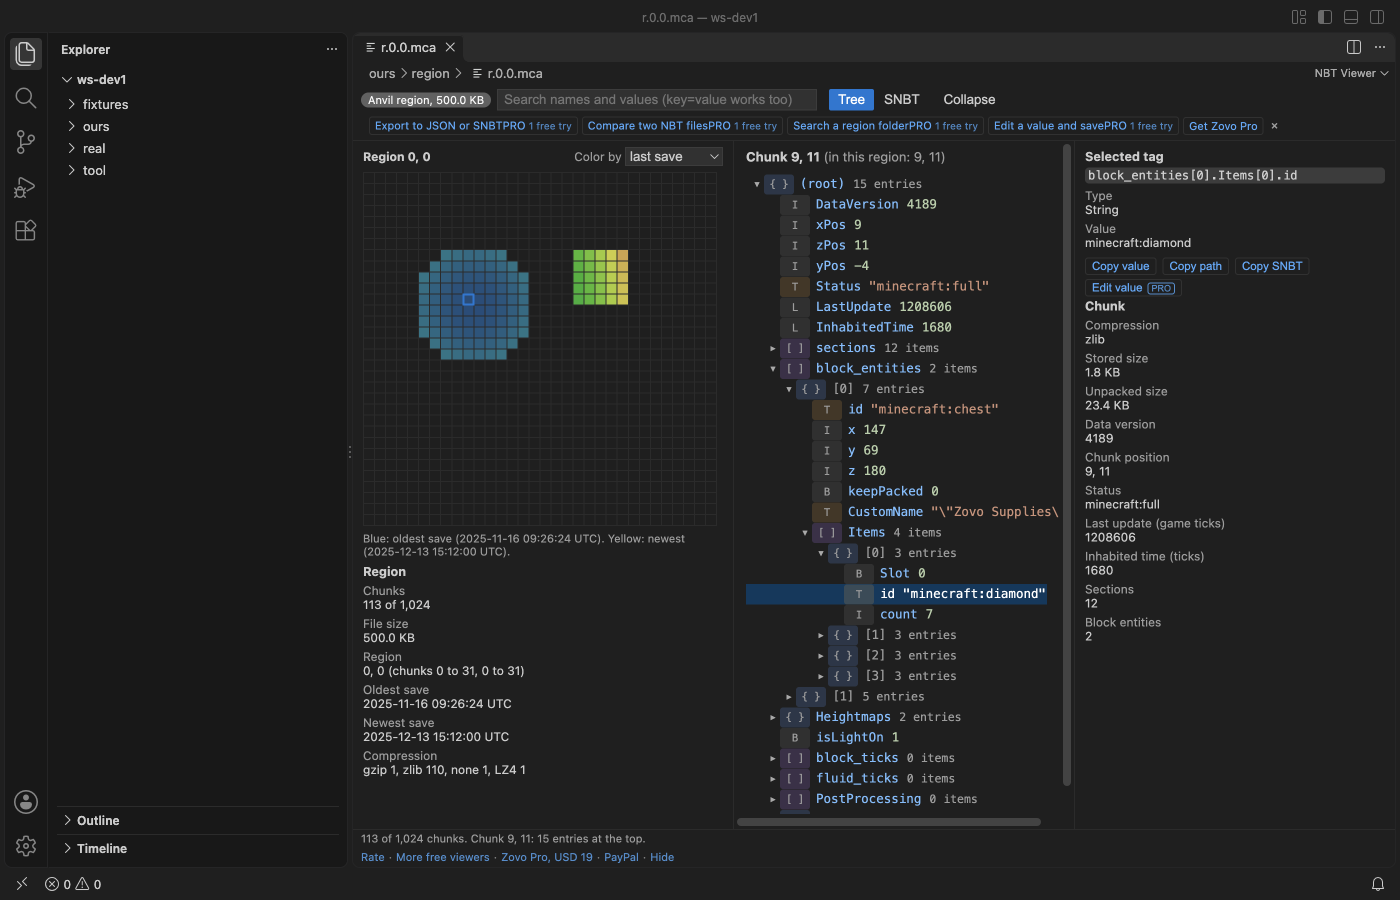 r.0.0.mca — ws-dev1
Explorer
ws-dev1
fixtures
ours
real
tool
Outline
Timeline
r.0.0.mca
ours > region > r.0.0.mca
NBT Viewer
Anvil region, 500.0 KB
Search names and values (key=value works too)
Tree
SNBT
Collapse
Export to JSON or SNBTPRO 1 free try
Compare two NBT filesPRO 1 free try
Search a region folderPRO 1 free try
Edit a value and savePRO 1 free try
Get Zovo Pro
×
Region 0, 0
Color by last save
Blue: oldest save (2025-11-16 09:26:24 UTC). Yellow: newest
(2025-12-13 15:12:00 UTC).
Region
Chunks
113 of 1,024
File size
500.0 KB
Region
0, 0 (chunks 0 to 31, 0 to 31)
Oldest save
2025-11-16 09:26:24 UTC
Newest save
2025-12-13 15:12:00 UTC
Compression
gzip 1, zlib 110, none 1, LZ4 1
Chunk 9, 11 (in this region: 9, 11)
{ } (root) 15 entries
I DataVersion 4189
I xPos 9
I zPos 11
I yPos −4
T Status "minecraft:full"
L LastUpdate 1208606
L InhabitedTime 1680
[ ] sections 12 items
[ ] block_entities 2 items
{ } [0] 7 entries
T id "minecraft:chest"
I x 147
I y 69
I z 180
B keepPacked 0
T CustomName "\"Zovo Supplies\
[ ] Items 4 items
{ } [0] 3 entries
B Slot 0
T id "minecraft:diamond"
I count 7
{ } [1] 3 entries
{ } [2] 3 entries
{ } [3] 3 entries
{ } [1] 5 entries
{ } Heightmaps 2 entries
B isLightOn 1
[ ] block_ticks 0 items
[ ] fluid_ticks 0 items
[ ] PostProcessing 0 items
Selected tag
block_entities[0].Items[0].id
Type
String
Value
minecraft:diamond
Copy value
Copy path
Copy SNBT
Edit value PRO
Chunk
Compression
zlib
Stored size
1.8 KB
Unpacked size
23.4 KB
Data version
4189
Chunk position
9, 11
Status
minecraft:full
Last update (game ticks)
1208606
Inhabited time (ticks)
1680
Sections
12
Block entities
2
113 of 1,024 chunks. Chunk 9, 11: 15 entries at the top.
Rate · More free viewers · Zovo Pro, USD 19 · PayPal · Hide
0 0